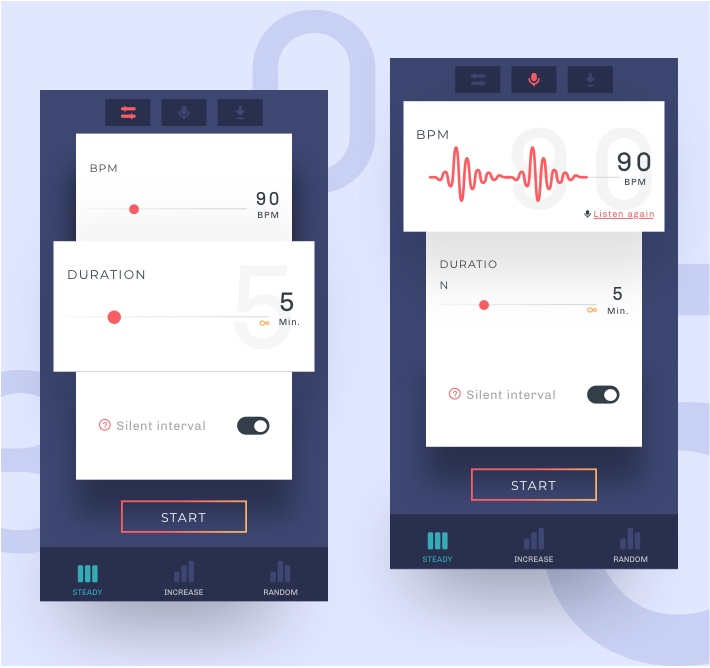 BPM
90
BPM
DURATION
5
5
∞
Min.
? Silent interval
START
STEADY
INCREASE
RANDOM
BPM
90
90
BPM
Listen again
DURATIO
N
5
∞
Min.
? Silent interval
START
STEADY
INCREASE
RANDOM